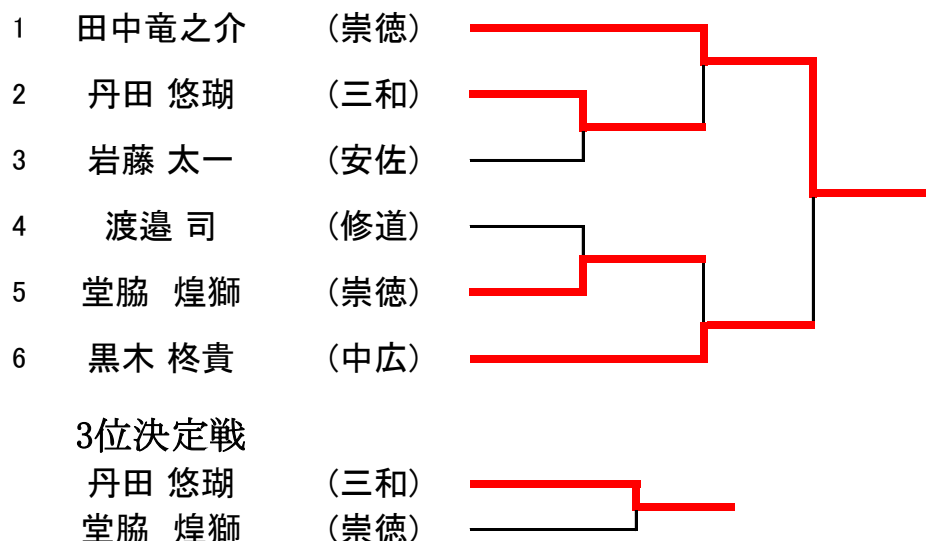 1 田中竜之介 (崇徳)
2 丹田 悠瑚 (三和)
3 岩藤 太一 (安佐)
4 渡邉 司 (修道)
5 堂脇 煌獅 (崇徳)
6 黒木 柊貴 (中広)
3位決定戦
丹田 悠瑚 (三和)
堂脇 煌獅 (崇徳)